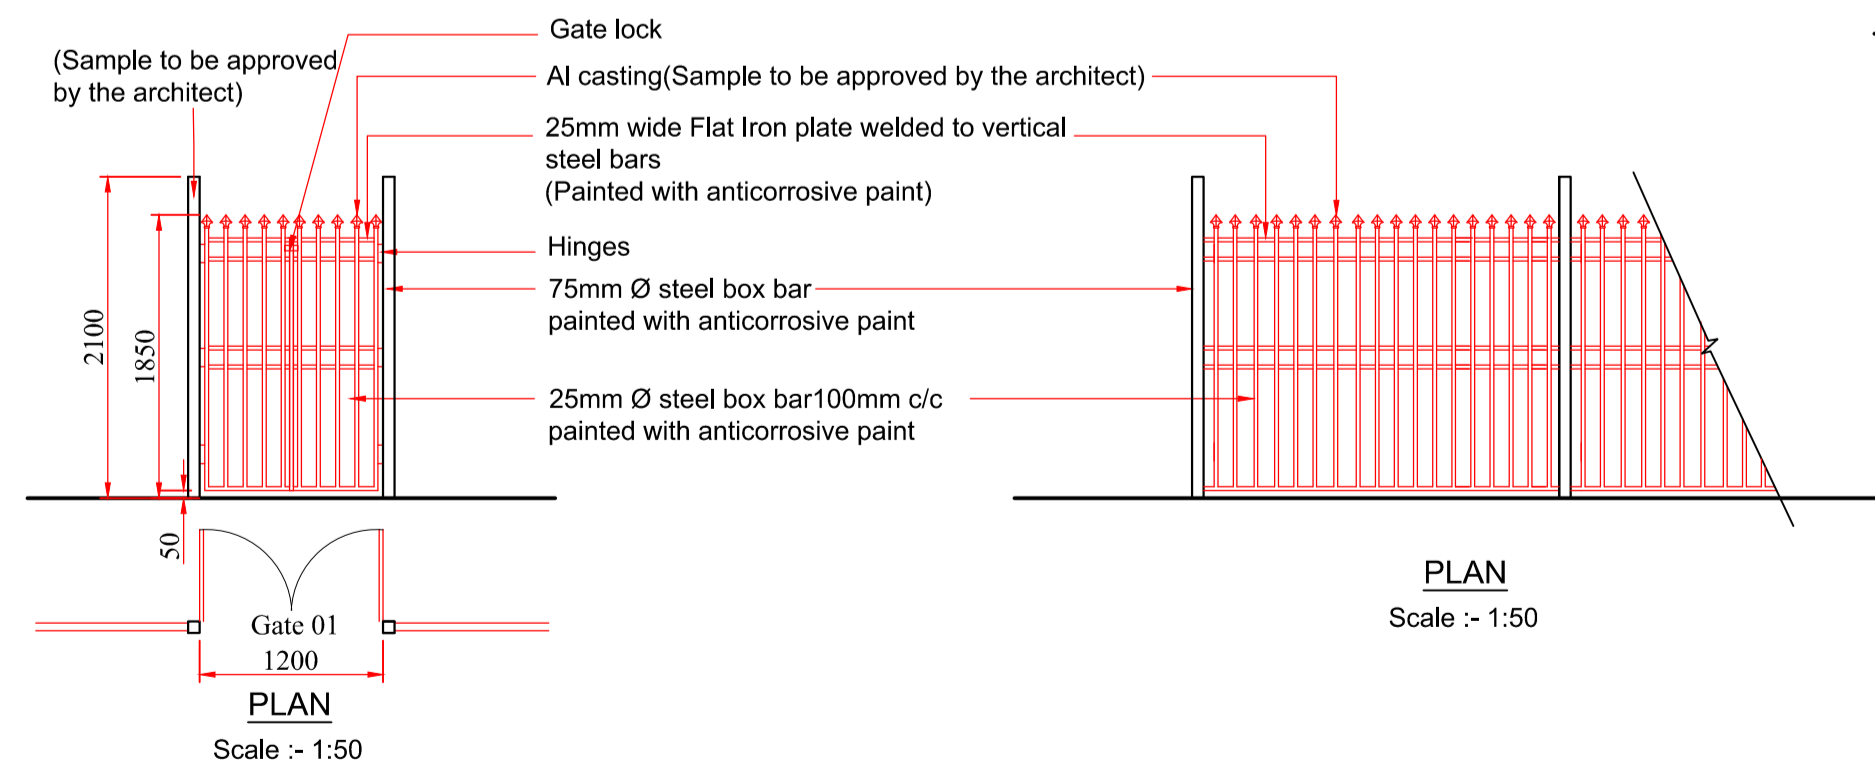 Gate lock
(Sample to be approved
by the architect)
Al casting(Sample to be approved by the architect)
25mm wide Flat Iron plate welded to vertical
steel bars
(Painted with anticorrosive paint)
Hinges
75mm Ø steel box bar
painted with anticorrosive paint
25mm Ø steel box bar100mm c/c
painted with anticorrosive paint
2100
1850
50
Gate 01
1200
PLAN
Scale :- 1:50
PLAN
Scale :- 1:50